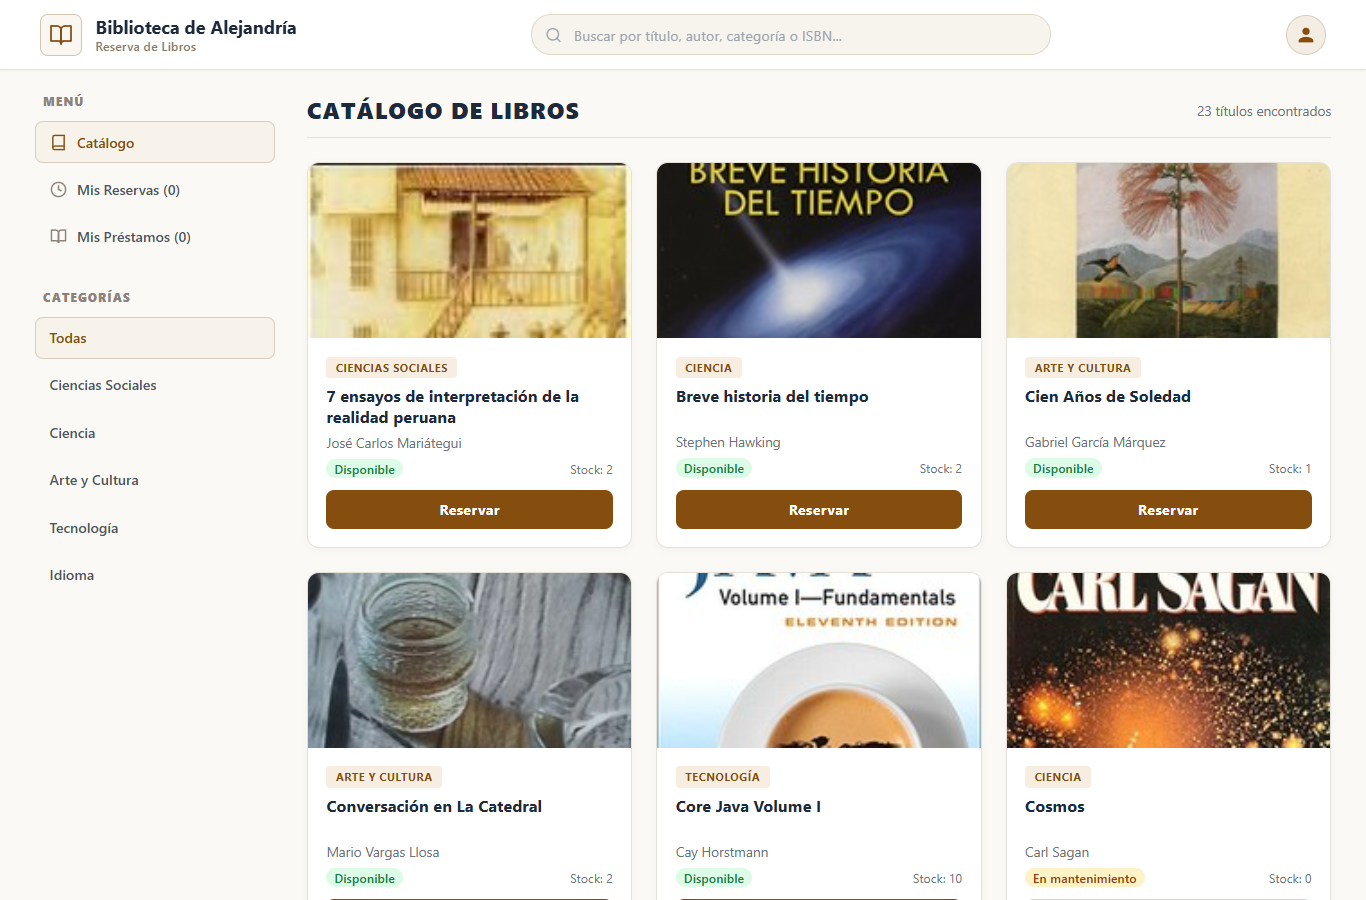 Biblioteca de Alejandría
Reserva de Libros
Buscar por título, autor, categoría o ISBN...
MENÚ
Catálogo
Mis Reservas (0)
Mis Préstamos (0)
CATEGORÍAS
Todas
Ciencias Sociales
Ciencia
Arte y Cultura
Tecnología
Idioma
CATÁLOGO DE LIBROS
23 títulos encontrados
CIENCIAS SOCIALES
7 ensayos de interpretación de la
realidad peruana
José Carlos Mariátegui
Disponible
Stock: 2
Reservar
BREVE HISTORIA
DEL TIEMPO
CIENCIA
Breve historia del tiempo
Stephen Hawking
Disponible
Stock: 2
Reservar
ARTE Y CULTURA
Cien Años de Soledad
Gabriel García Márquez
Disponible
Stock: 1
Reservar
ARTE Y CULTURA
Conversación en La Catedral
Mario Vargas Llosa
Disponible
Stock: 2
Volume I—Fundamentals
ELEVENTH EDITION
TECNOLOGÍA
Core Java Volume I
Cay Horstmann
Disponible
Stock: 10
CARL SAGAN
CIENCIA
Cosmos
Carl Sagan
En mantenimiento
Stock: 0